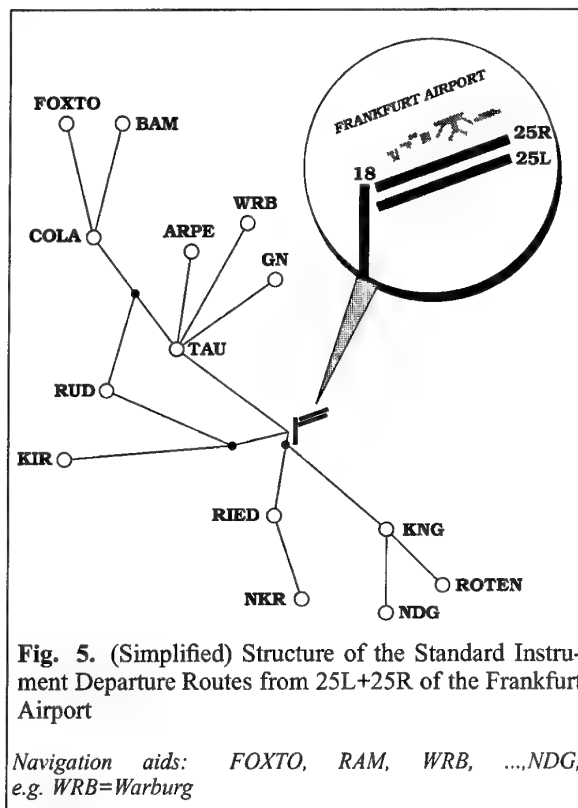 FRANKFURT AIRPORT
25R
25L
18
FOXTO
BAM
WRB
ARPE
COLA
GN
TAU
RUD
KIR
RIED
KNG
ROTEN
NKR
NDG
Fig. 5. (Simplified) Structure of the Standard Instru-
ment Departure Routes from 25L+25R of the Frankfurt
Airport
Navigation aids: FOXTO, RAM, WRB, ...,NDG,
e.g. WRB=Warburg